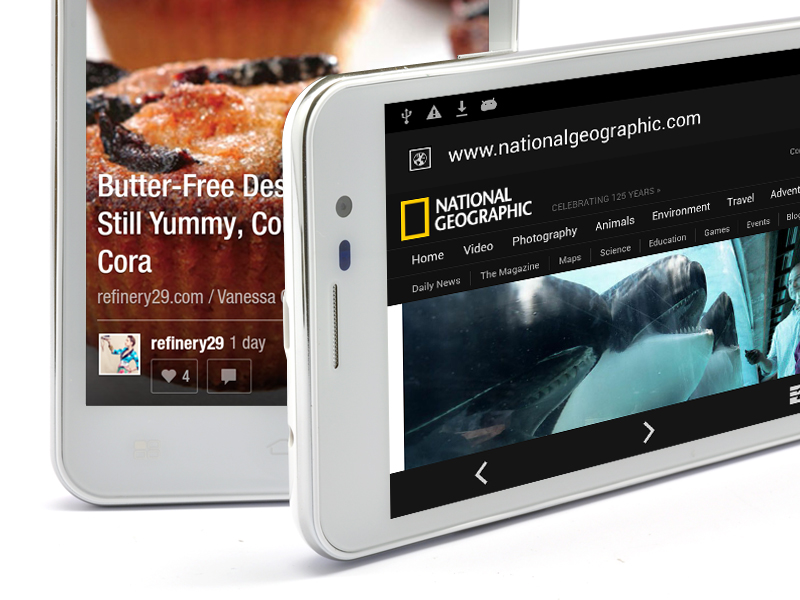 Butter-Free Des
Still Yummy, Co
Cora
refinery29.com / Vanessa
refinery29 1 day
4
www.nationalgeographic.com
NATIONAL
GEOGRAPHIC
CELEBRATING 125 YEARS »
Home Video Photography Animals Environment Travel Advent
Daily News The Magazine Maps Science Education Games Events Blog